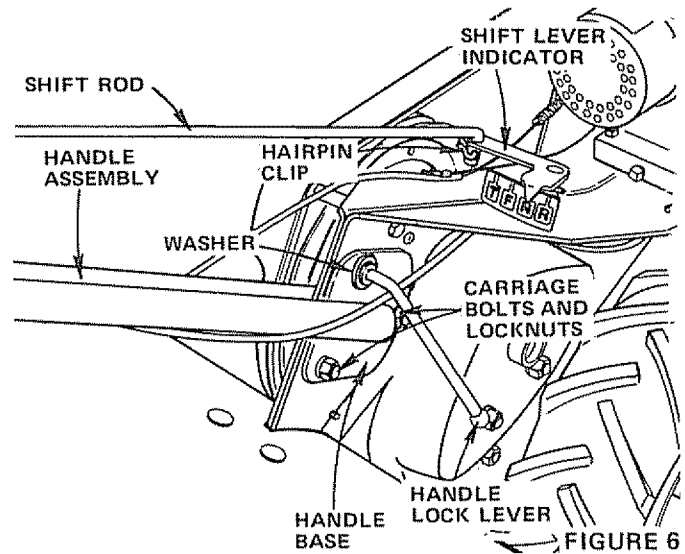 SHIFT LEVER
INDICATOR
SHIFT ROD
HANDLE
ASSEMBLY
HAIRPIN
CLIP
T F N R
WASHER
CARRIAGE
BOLTS AND
LOCKNUTS
HANDLE
LOCK LEVER
HANDLE
BASE
FIGURE 6